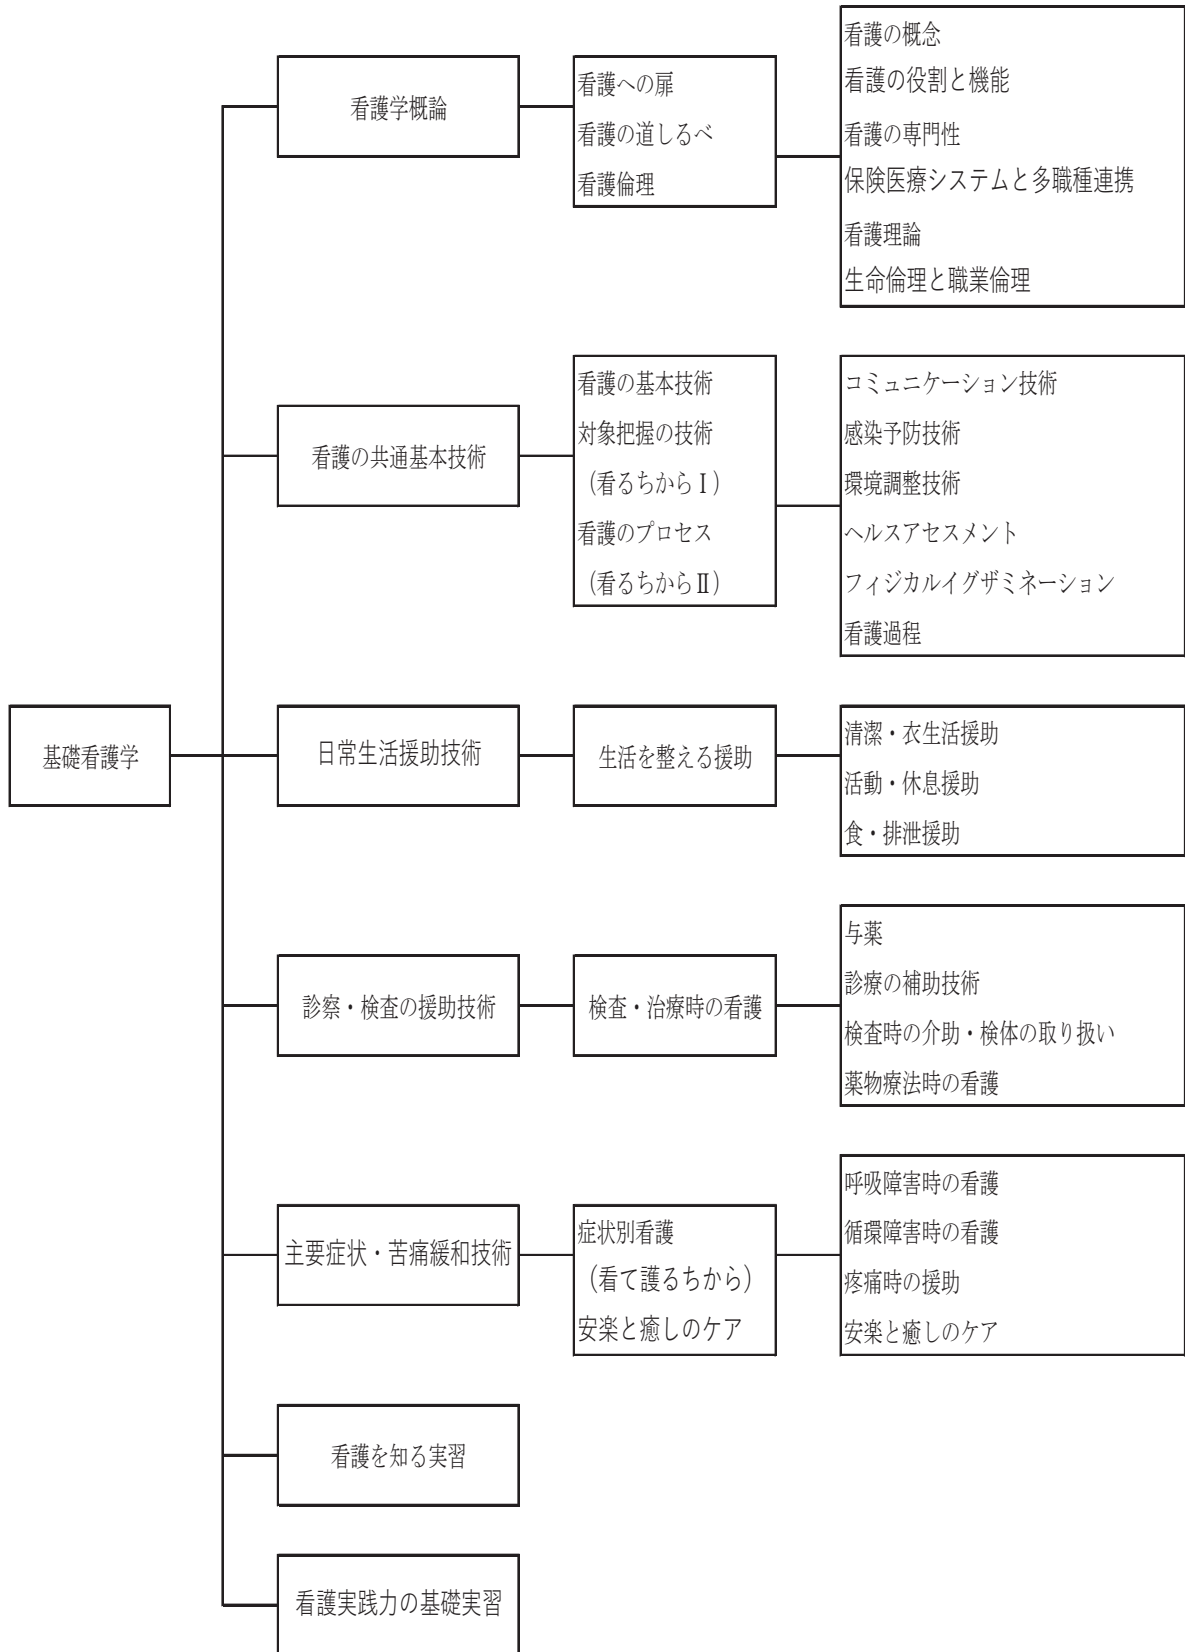 看護の概念
看護の役割と機能
看護の専門性
保険医療システムと多職種連携
看護理論
生命倫理と職業倫理
看護学概論
看護への扉
看護の道しるべ
看護倫理
看護の共通基本技術
看護の基本技術
対象把握の技術
（看るちからⅠ）
看護のプロセス
（看るちからⅡ）
コミュニケーション技術
感染予防技術
環境調整技術
ヘルスアセスメント
フィジカルイグザミネーション
看護過程
基礎看護学
日常生活援助技術
生活を整える援助
清潔・衣生活援助
活動・休息援助
食・排泄援助
診察・検査の援助技術
検査・治療時の看護
与薬
診療の補助技術
検査時の介助・検体の取り扱い
薬物療法時の看護
主要症状・苦痛緩和技術
症状別看護
（看て護るちから）
安楽と癒しのケア
呼吸障害時の看護
循環障害時の看護
疼痛時の援助
安楽と癒しのケア
看護を知る実習
看護実践力の基礎実習